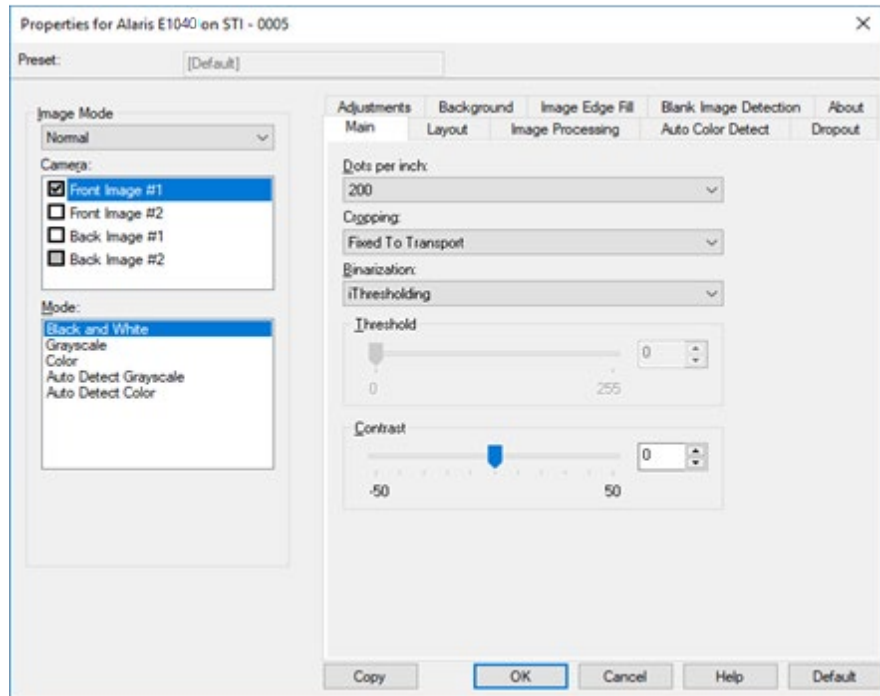 Properties for Alaris E1040 on STI - 0005
Preset:
[Default]
Image Mode
Normal
Camera:
Front Image #1
Front Image #2
Back Image #1
Back Image #2
Mode:
Black and White
Grayscale
Color
Auto Detect Grayscale
Auto Detect Color
Adjustments Background Image Edge Fill Blank Image Detection About
Main Layout Image Processing Auto Color Detect Dropout
Dots per inch:
200
Cropping:
Fixed To Transport
Binarization:
iThresholding
Threshold
0
0 255
Contrast
0
-50 50
Copy OK Cancel Help Default